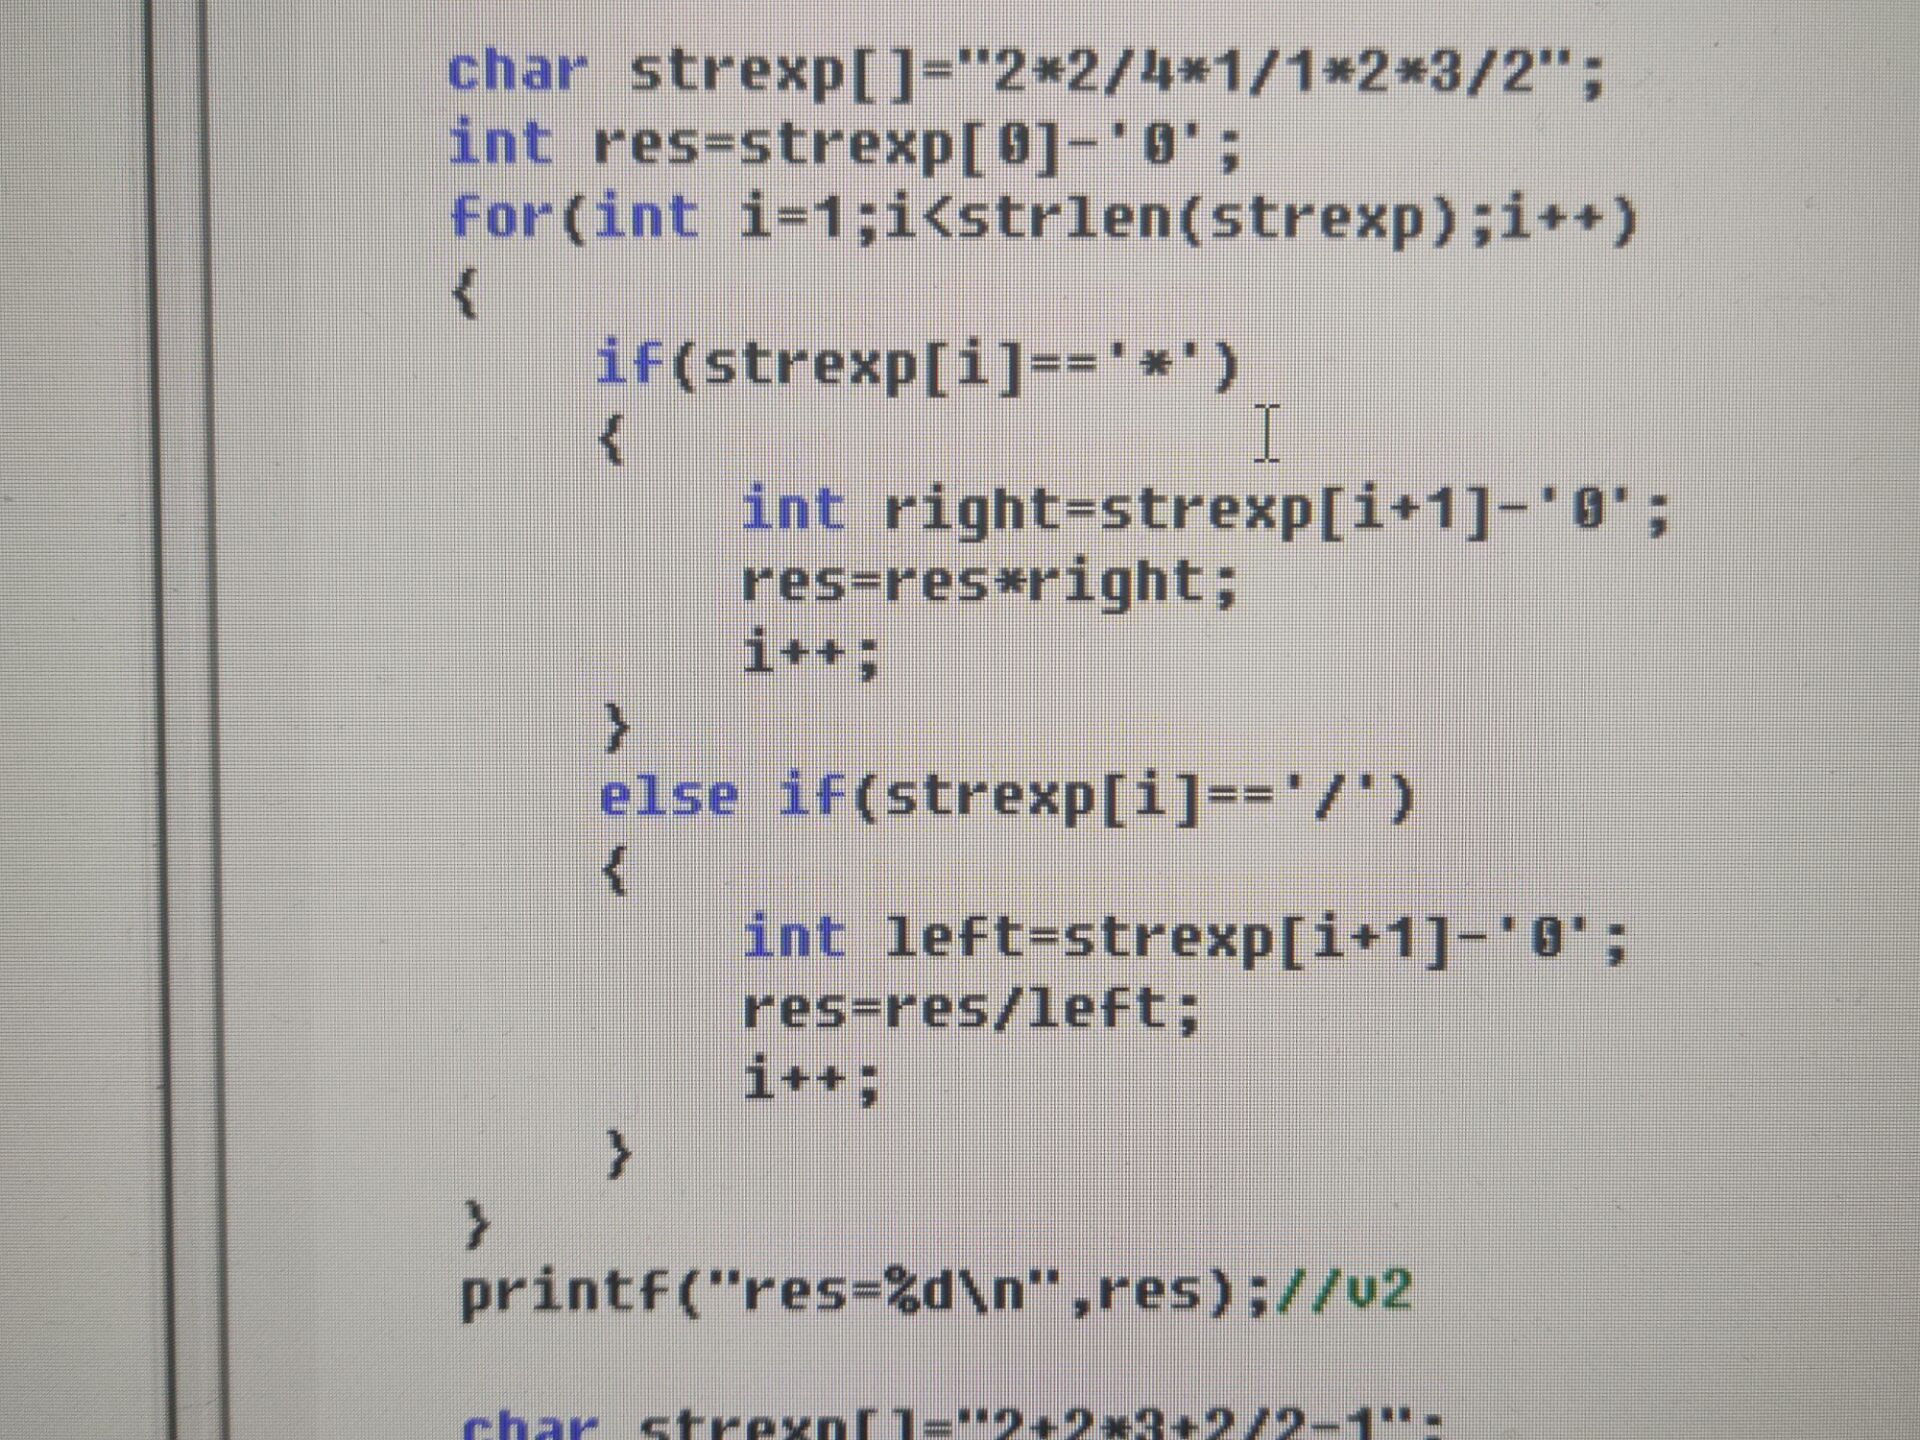 char strexp[]="2*2/4*1/1*2*3/2";
int res=strexp[0]-'0';
for(int i=1;i<strlen(strexp);i++)
{
if(strexp[i]=='*')
{
int right=strexp[i+1]-'0';
res=res*right;
i++;
}
else if(strexp[i]=='/')
{
int left=strexp[i+1]-'0';
res=res/left;
i++;
}
}
printf("res=%d\n",res);//v2
char strexp[]="2+2*3+2/2-1";